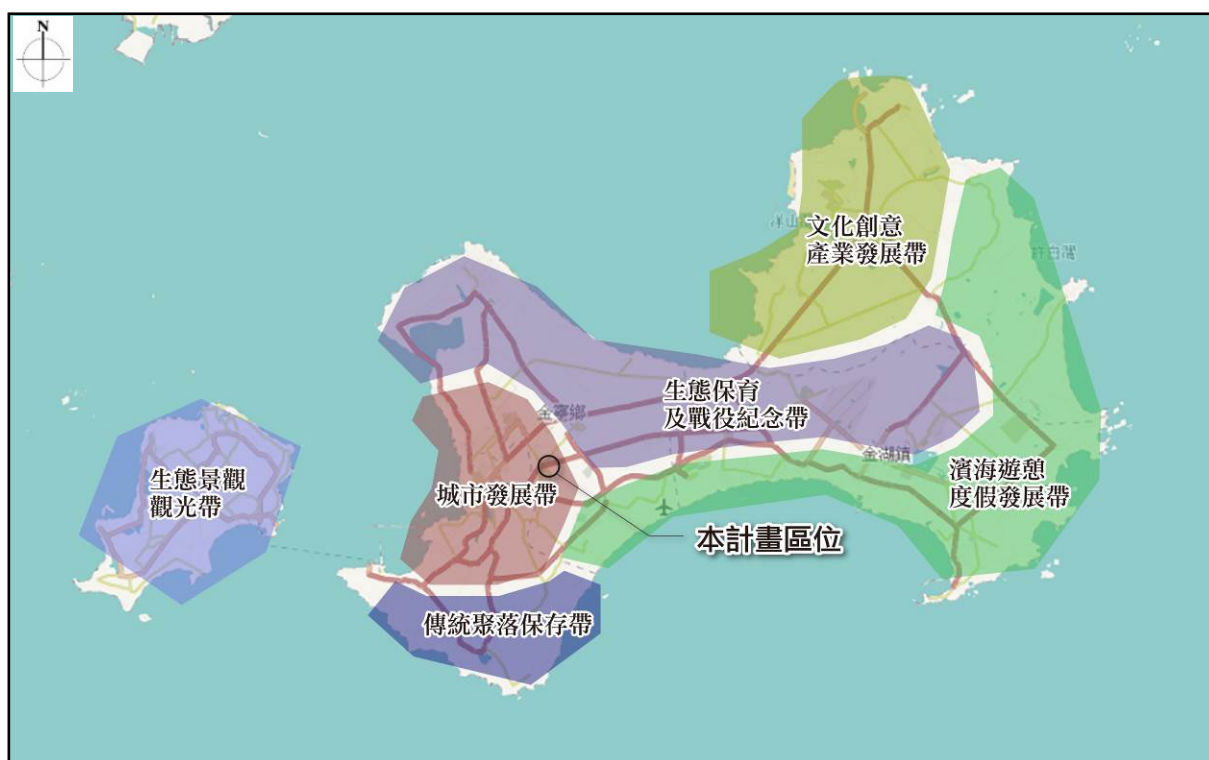 N
文化創意
產業發展帶
金寧鄉
生態保育
及戰役紀念帶
金湖鎮
濱海遊憩
度假發展帶
生態景觀
觀光帶
城市發展帶
本計畫區位
傳統聚落保存帶